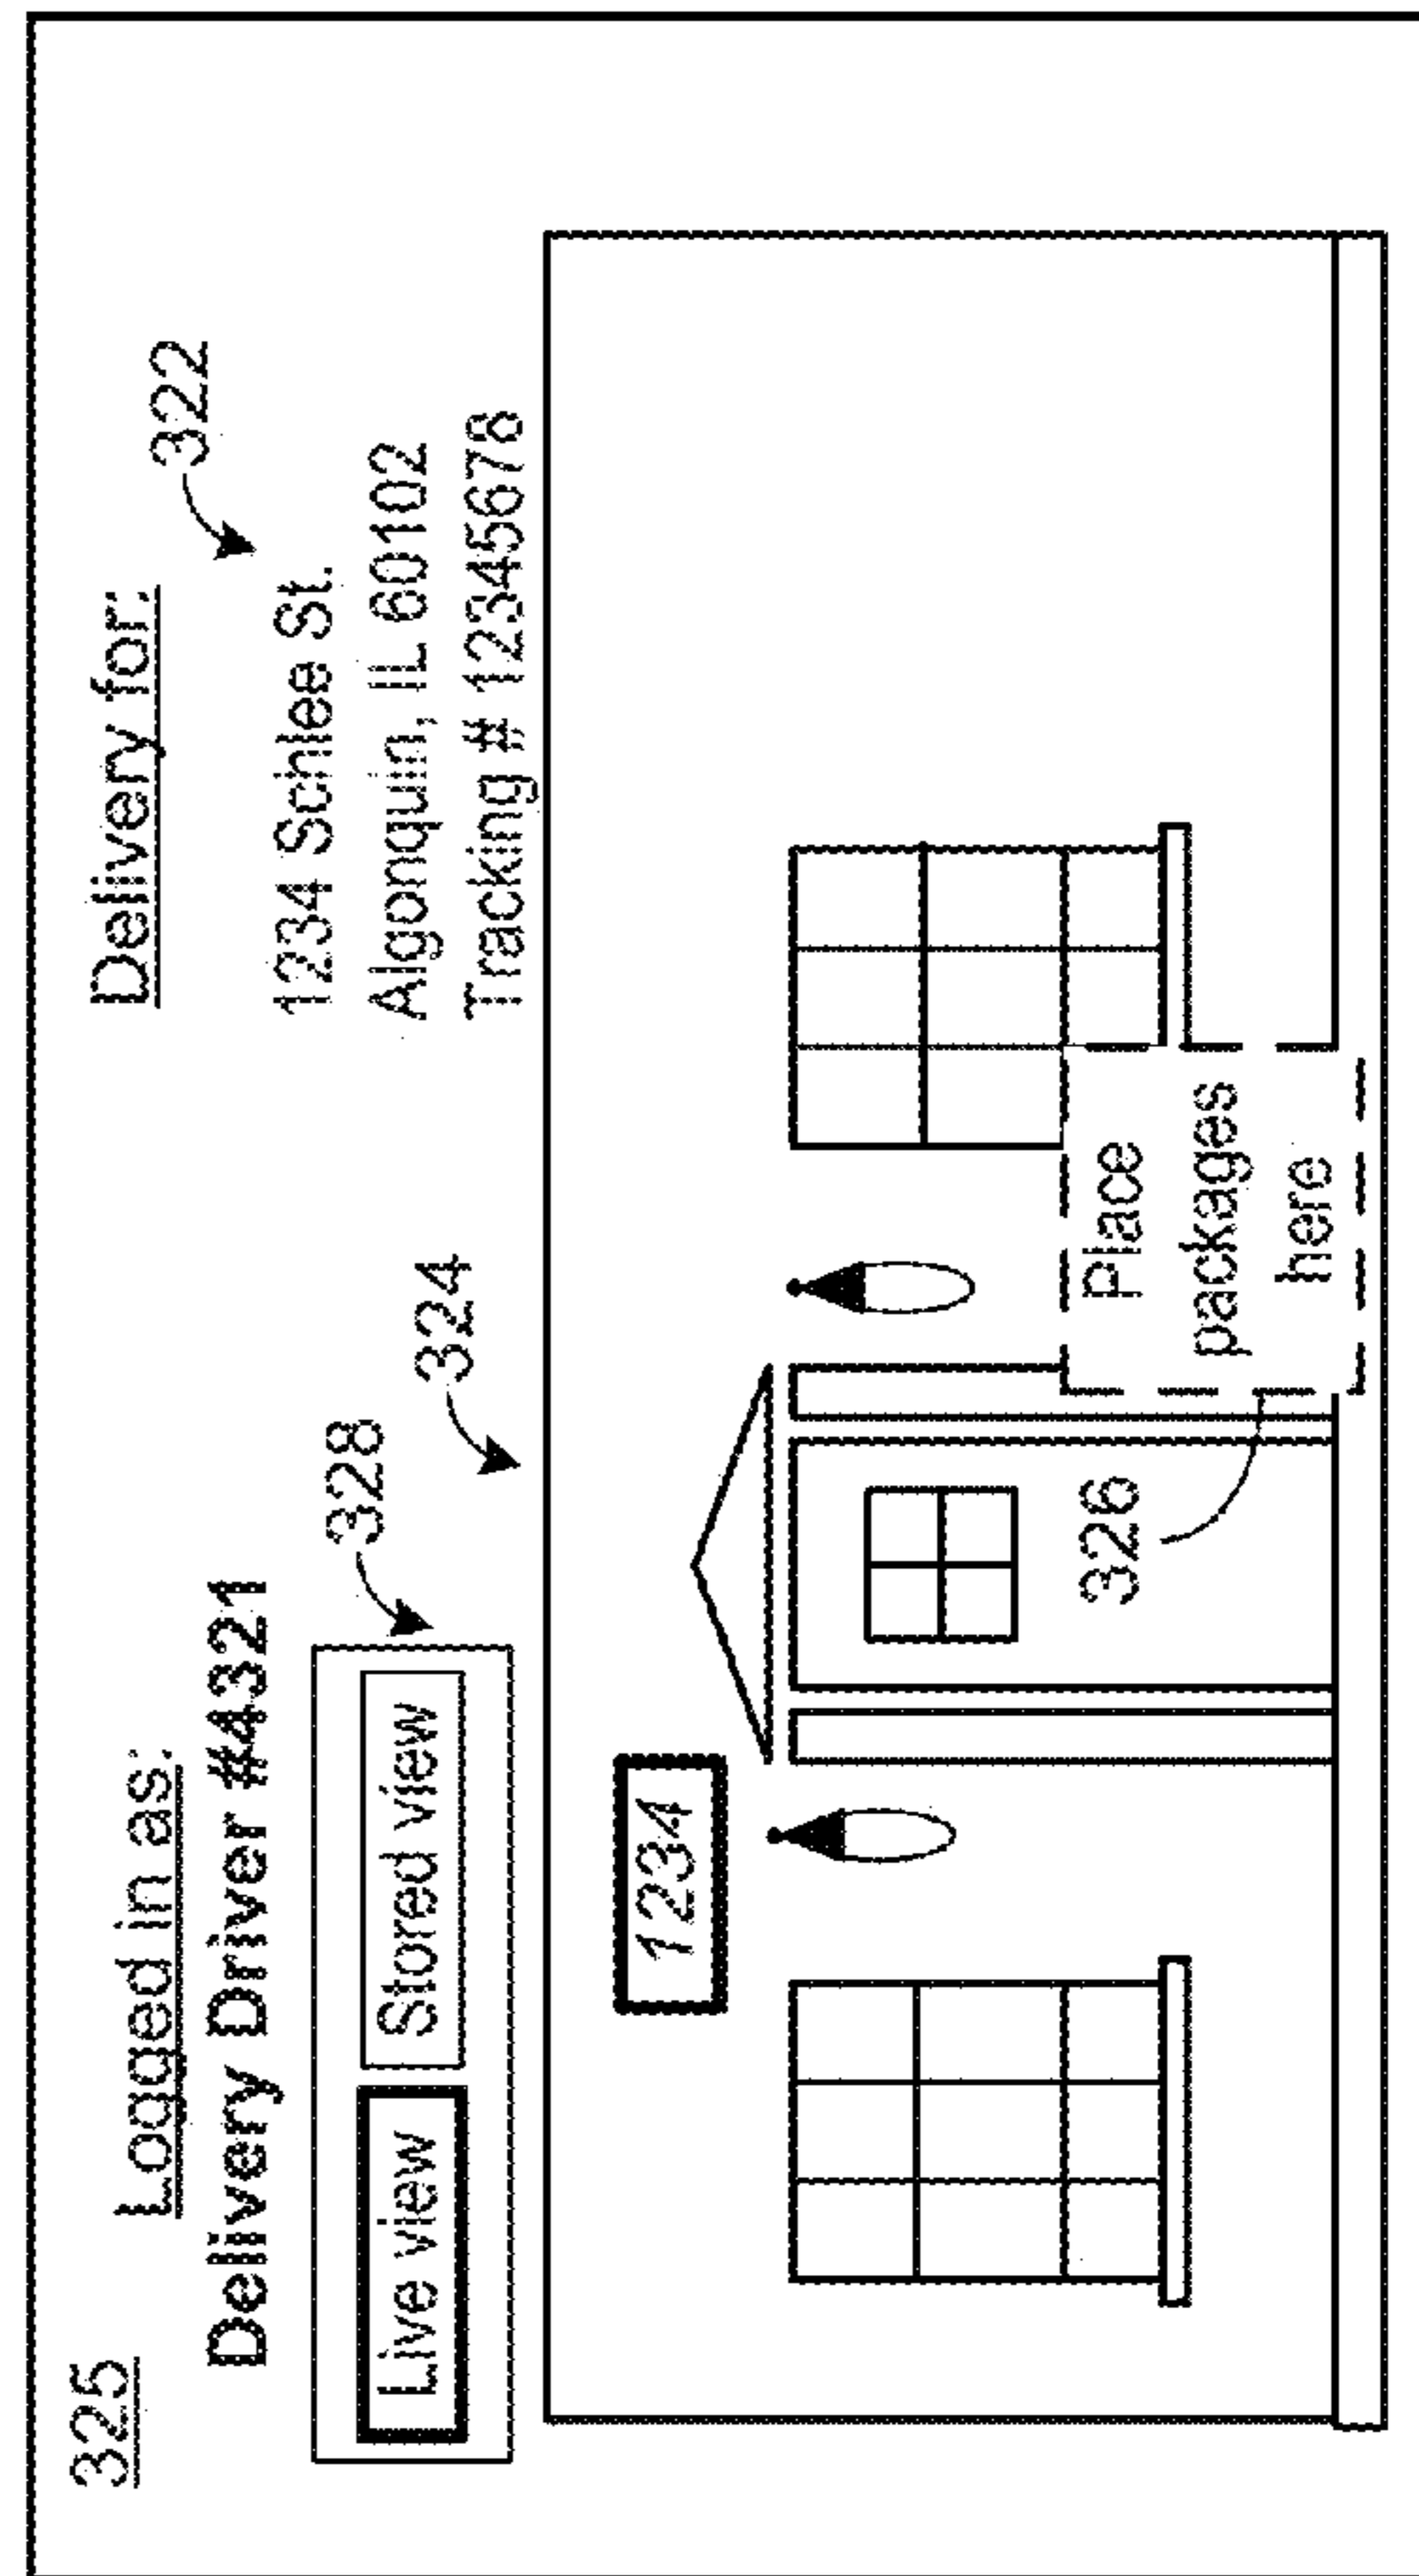 325
Logged in as:
Delivery Driver #4321
Live view
Stored view
328
Delivery for:
322
1234 Schlee St.
Algonquin, IL 60102
Tracking # 12345678
324
1234
326
Place
packages
here